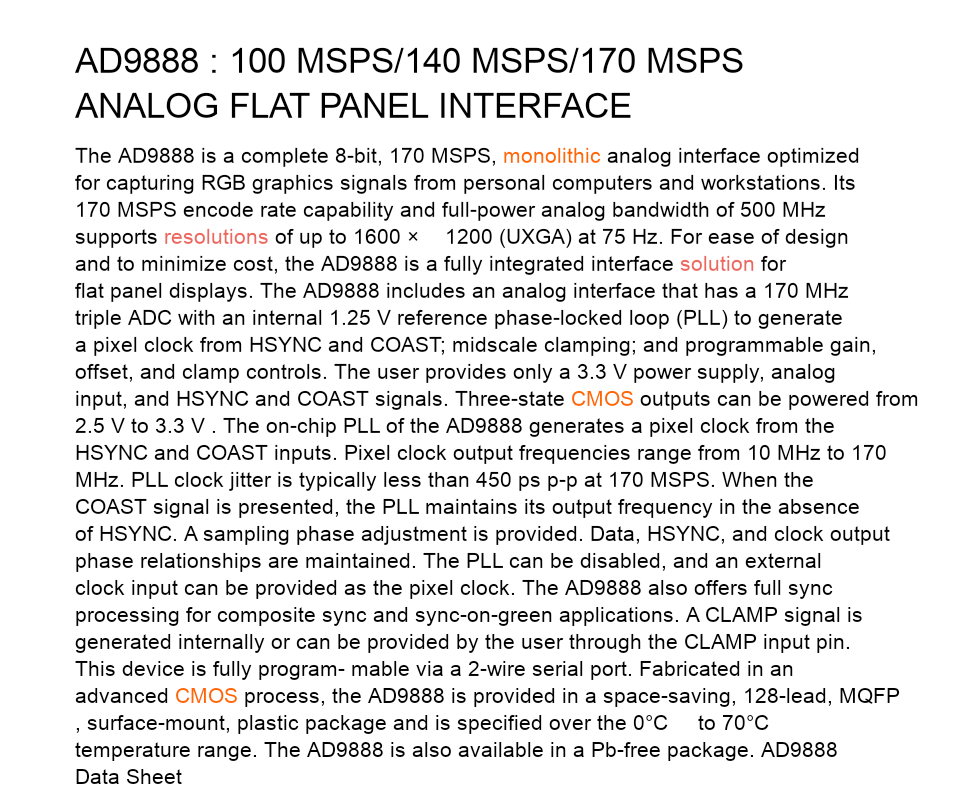 AD9888 : 100 MSPS/140 MSPS/170 MSPS
ANALOG FLAT PANEL INTERFACE
The AD9888 is a complete 8-bit, 170 MSPS, monolithic analog interface optimized
for capturing RGB graphics signals from personal computers and workstations. Its
170 MSPS encode rate capability and full-power analog bandwidth of 500 MHz
supports resolutions of up to 1600 × 1200 (UXGA) at 75 Hz. For ease of design
and to minimize cost, the AD9888 is a fully integrated interface solution for
flat panel displays. The AD9888 includes an analog interface that has a 170 MHz
triple ADC with an internal 1.25 V reference phase-locked loop (PLL) to generate
a pixel clock from HSYNC and COAST; midscale clamping; and programmable gain,
offset, and clamp controls. The user provides only a 3.3 V power supply, analog
input, and HSYNC and COAST signals. Three-state CMOS outputs can be powered from
2.5 V to 3.3 V . The on-chip PLL of the AD9888 generates a pixel clock from the
HSYNC and COAST inputs. Pixel clock output frequencies range from 10 MHz to 170
MHz. PLL clock jitter is typically less than 450 ps p-p at 170 MSPS. When the
COAST signal is presented, the PLL maintains its output frequency in the absence
of HSYNC. A sampling phase adjustment is provided. Data, HSYNC, and clock output
phase relationships are maintained. The PLL can be disabled, and an external
clock input can be provided as the pixel clock. The AD9888 also offers full sync
processing for composite sync and sync-on-green applications. A CLAMP signal is
generated internally or can be provided by the user through the CLAMP input pin.
This device is fully program- mable via a 2-wire serial port. Fabricated in an
advanced CMOS process, the AD9888 is provided in a space-saving, 128-lead, MQFP
, surface-mount, plastic package and is specified over the 0°C to 70°C
temperature range. The AD9888 is also available in a Pb-free package. AD9888
Data Sheet